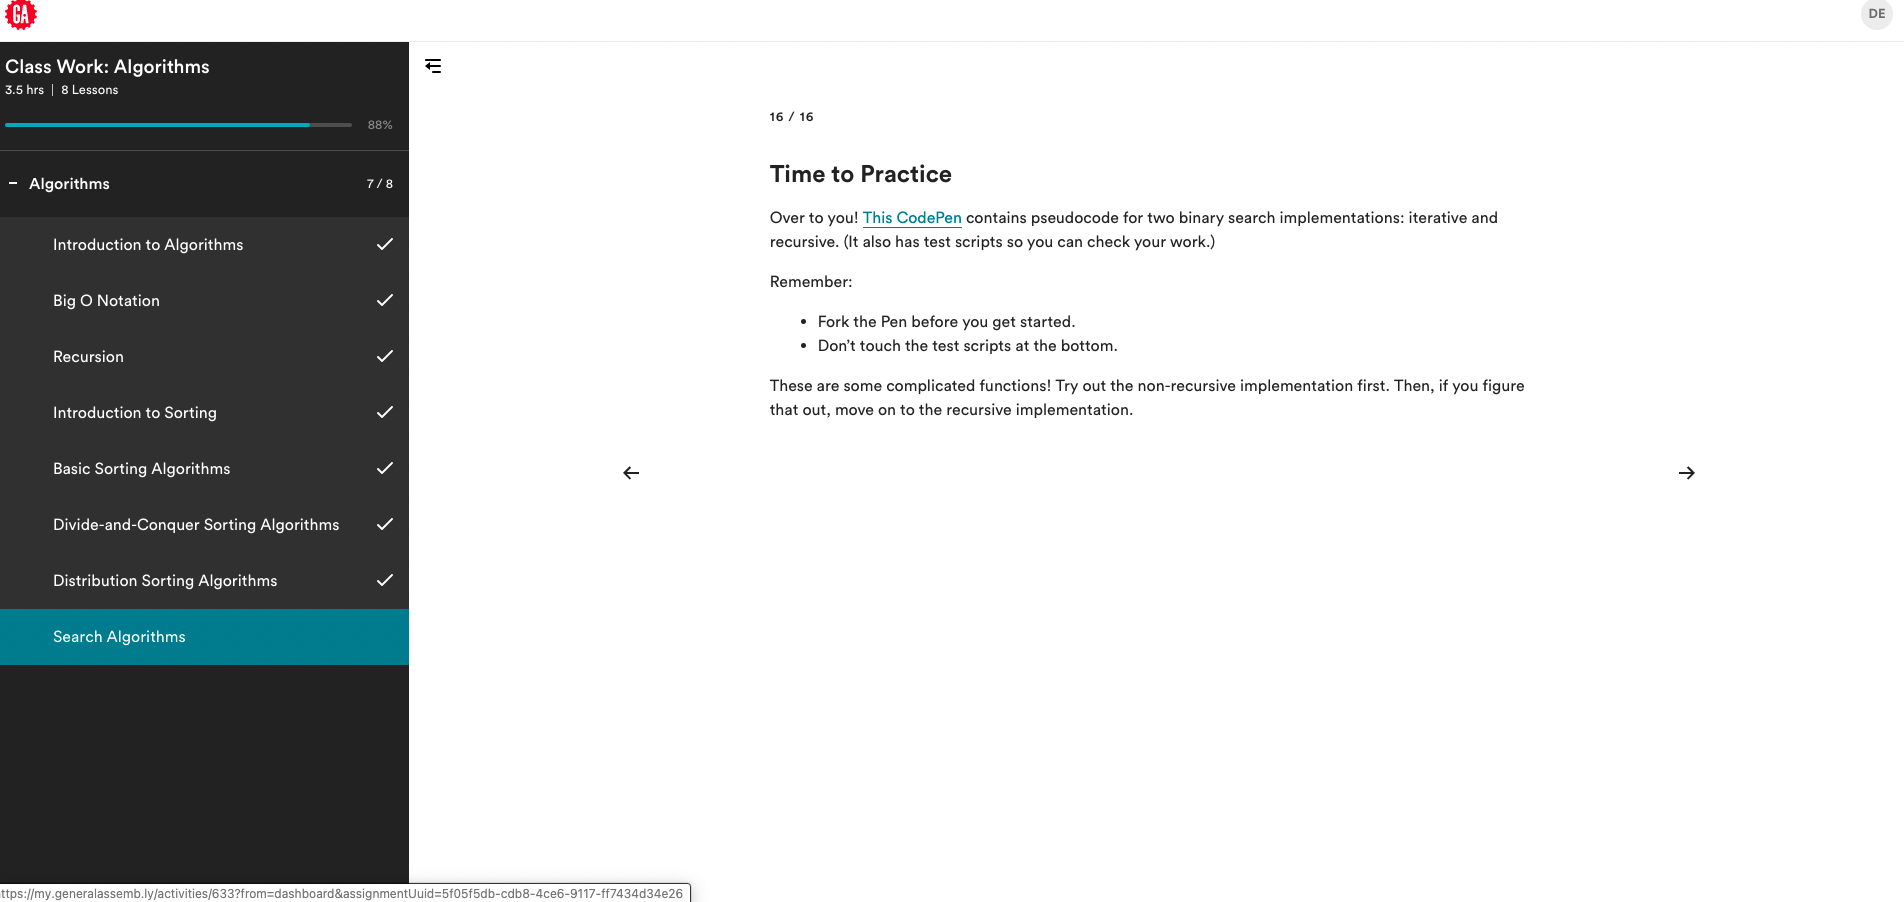 GA
DE
Class Work: Algorithms
3.5 hrs | 8 Lessons
88%
Algorithms 7 / 8
Introduction to Algorithms
Big O Notation
Recursion
Introduction to Sorting
Basic Sorting Algorithms
Divide-and-Conquer Sorting Algorithms
Distribution Sorting Algorithms
Search Algorithms
16 / 16
Time to Practice
Over to you! This CodePen contains pseudocode for two binary search implementations: iterative and
recursive. (It also has test scripts so you can check your work.)
Remember:
• Fork the Pen before you get started.
• Don’t touch the test scripts at the bottom.
These are some complicated functions! Try out the non-recursive implementation first. Then, if you figure
that out, move on to the recursive implementation.
ttps://my.generalassemb.ly/activities/633?from=dashboard&assignmentUuid=5f05f5db-cdb8-4ce6-9117-ff7434d34e26